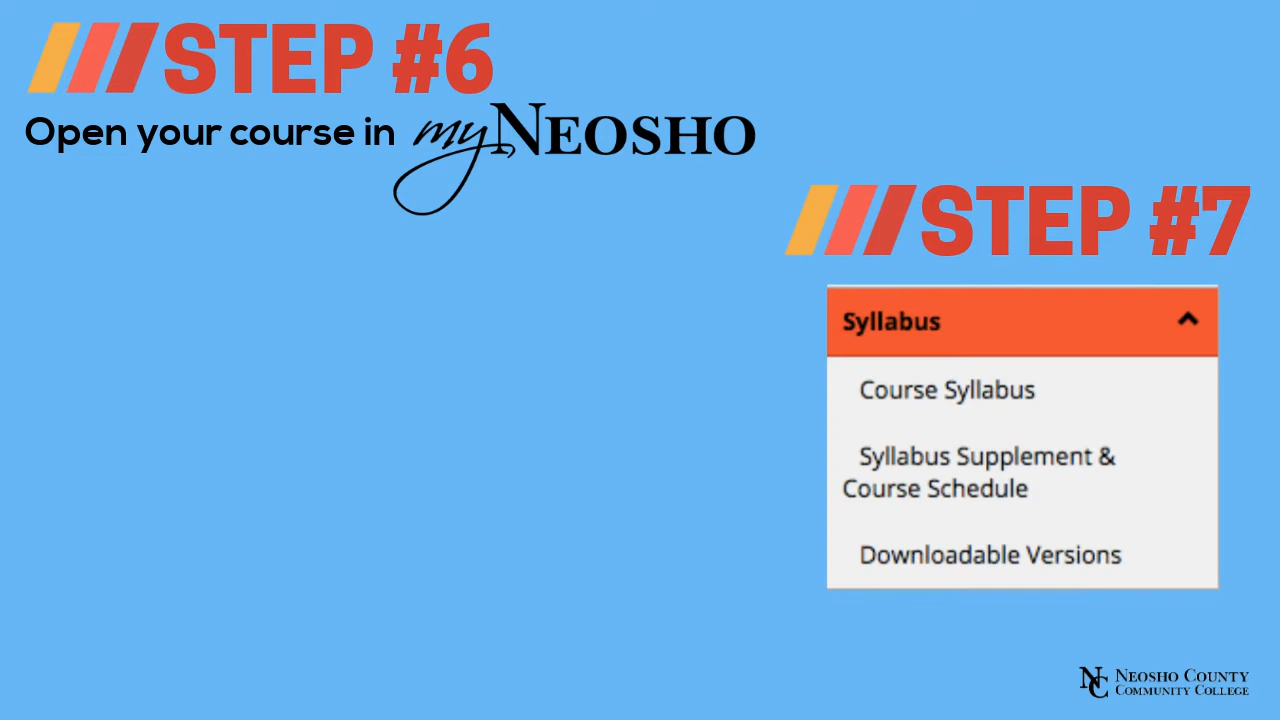 STEP #6
Open your course in myNEOSHO
STEP #7
Syllabus
Course Syllabus
Syllabus Supplement &
Course Schedule
Downloadable Versions
NC NEOSHO COUNTY
COMMUNITY COLLEGE